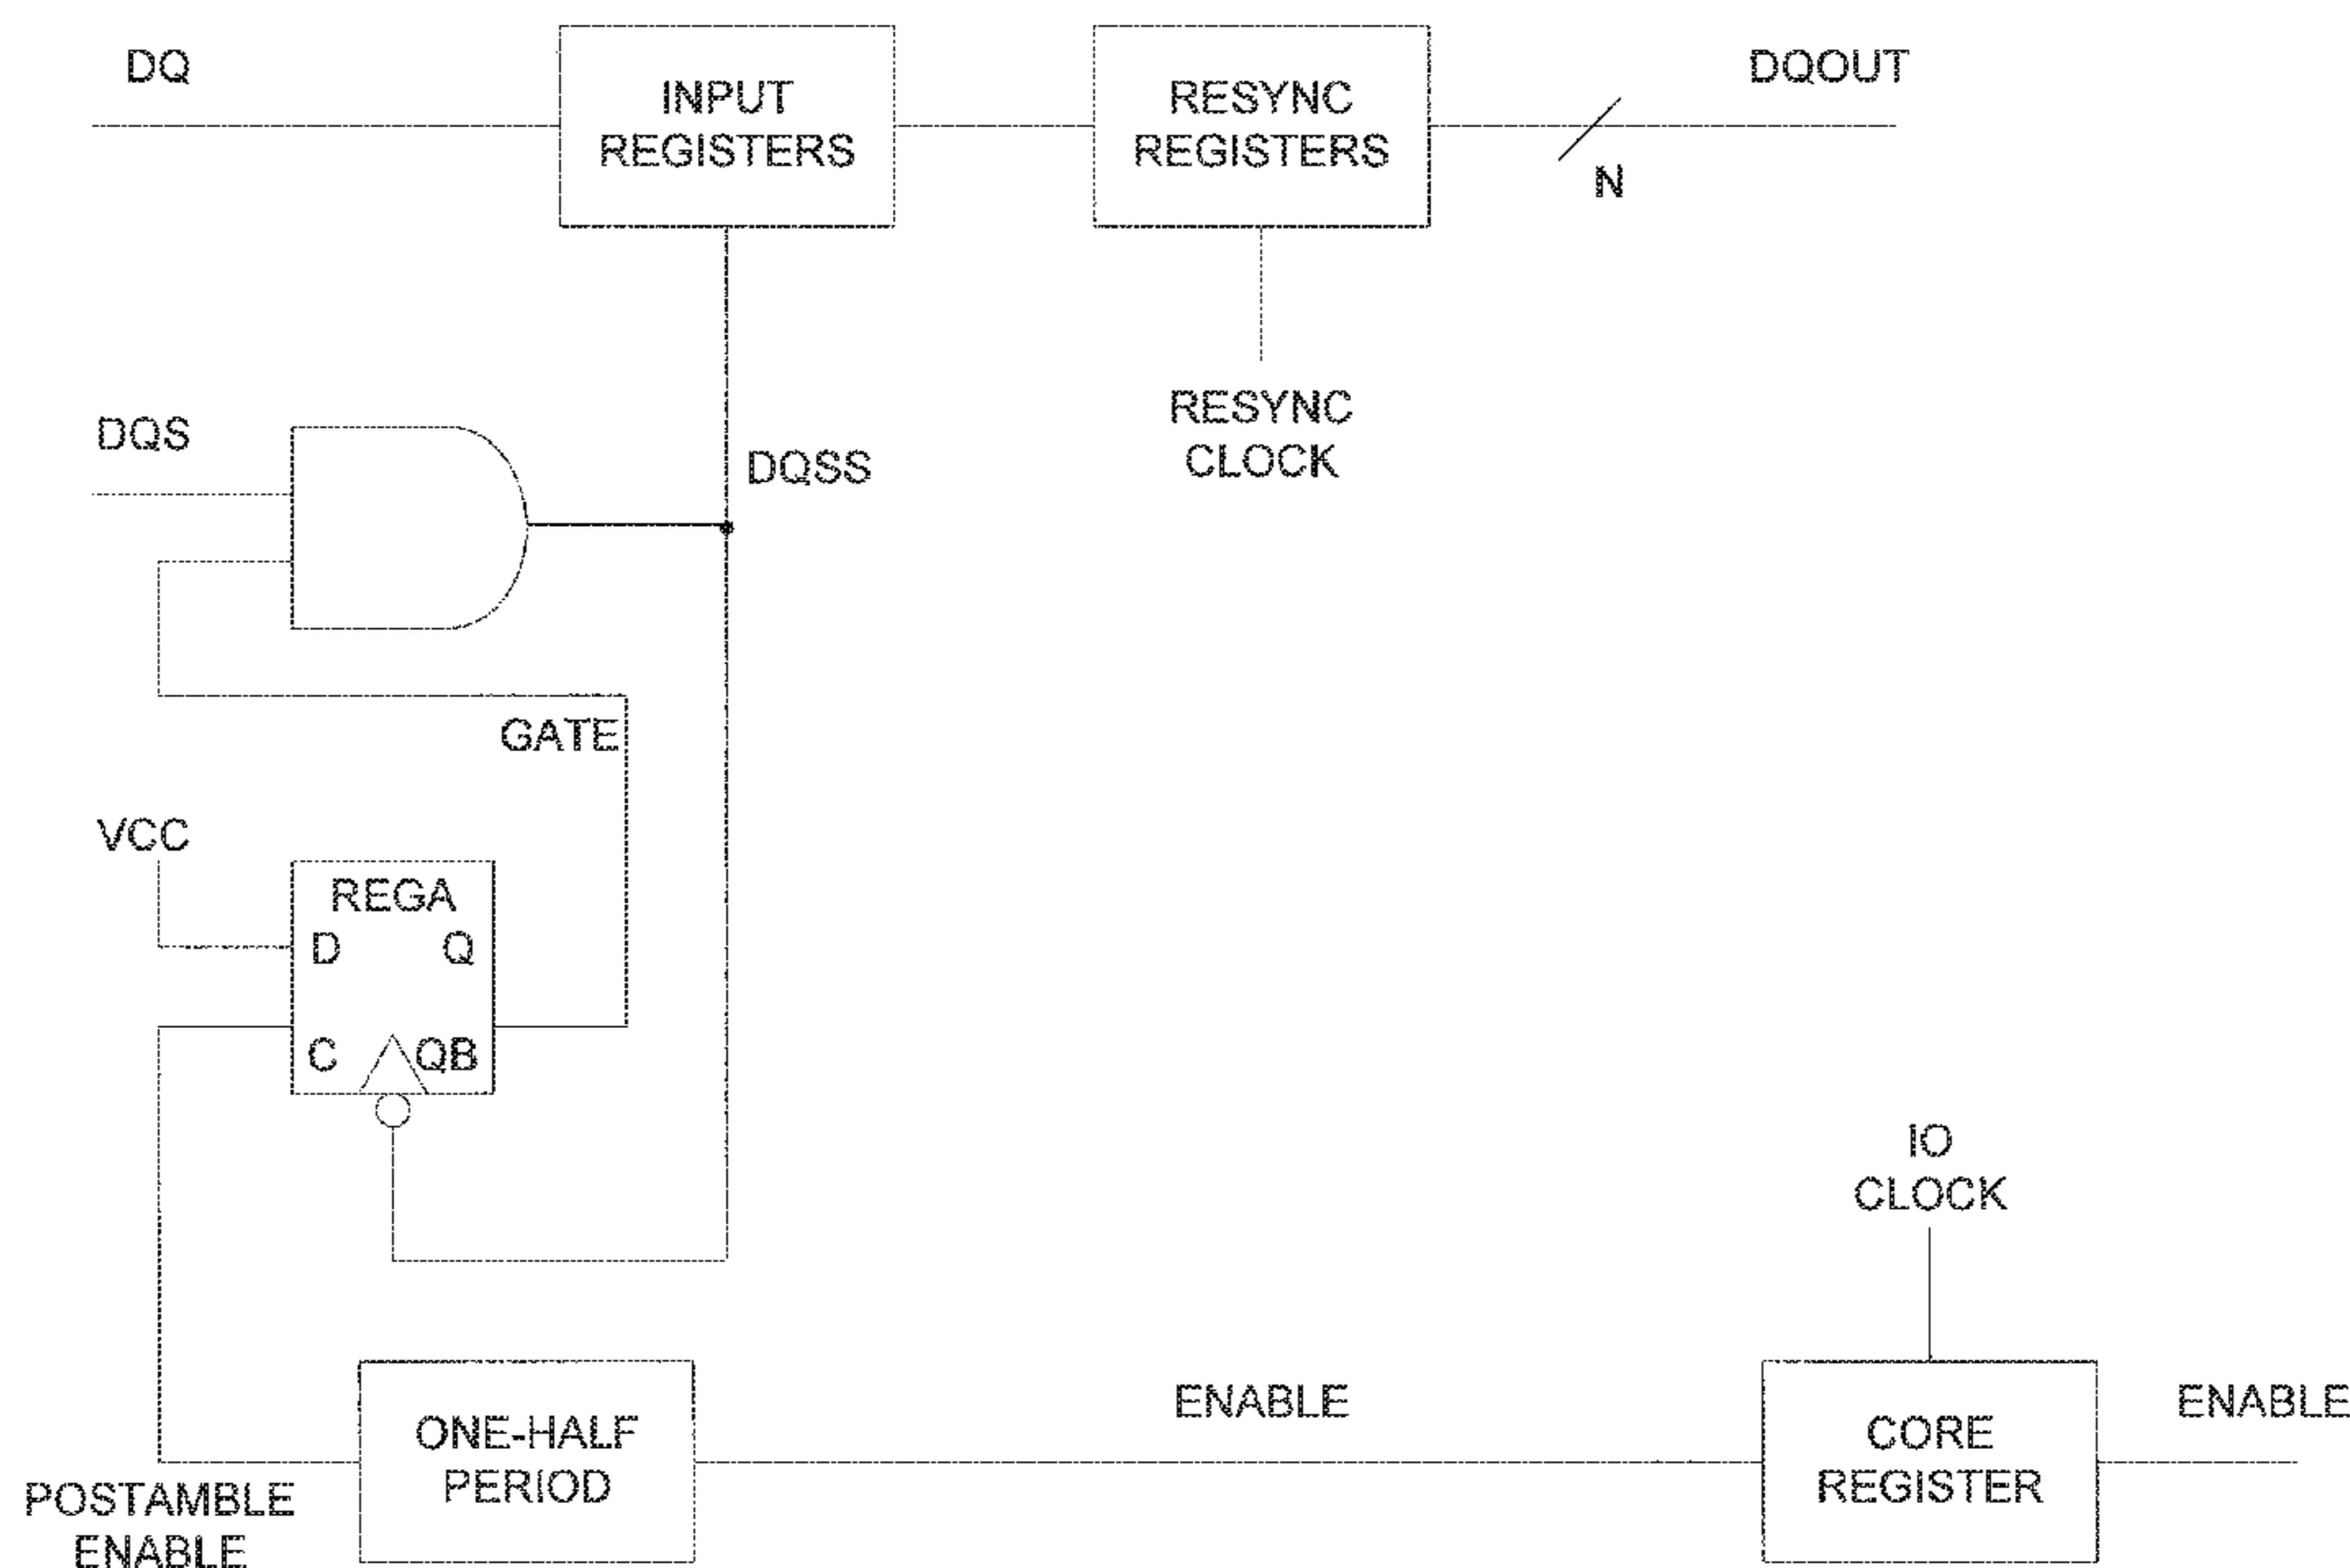 DQ
INPUT
REGISTERS
RESYNC
REGISTERS
DQOUT
N
RESYNC
CLOCK
DQS
DQSS
GATE
VCC
REGA
D Q
C QB
IO
CLOCK
ONE-HALF
PERIOD
ENABLE
CORE
REGISTER
ENABLE
POSTAMBLE
ENABLE